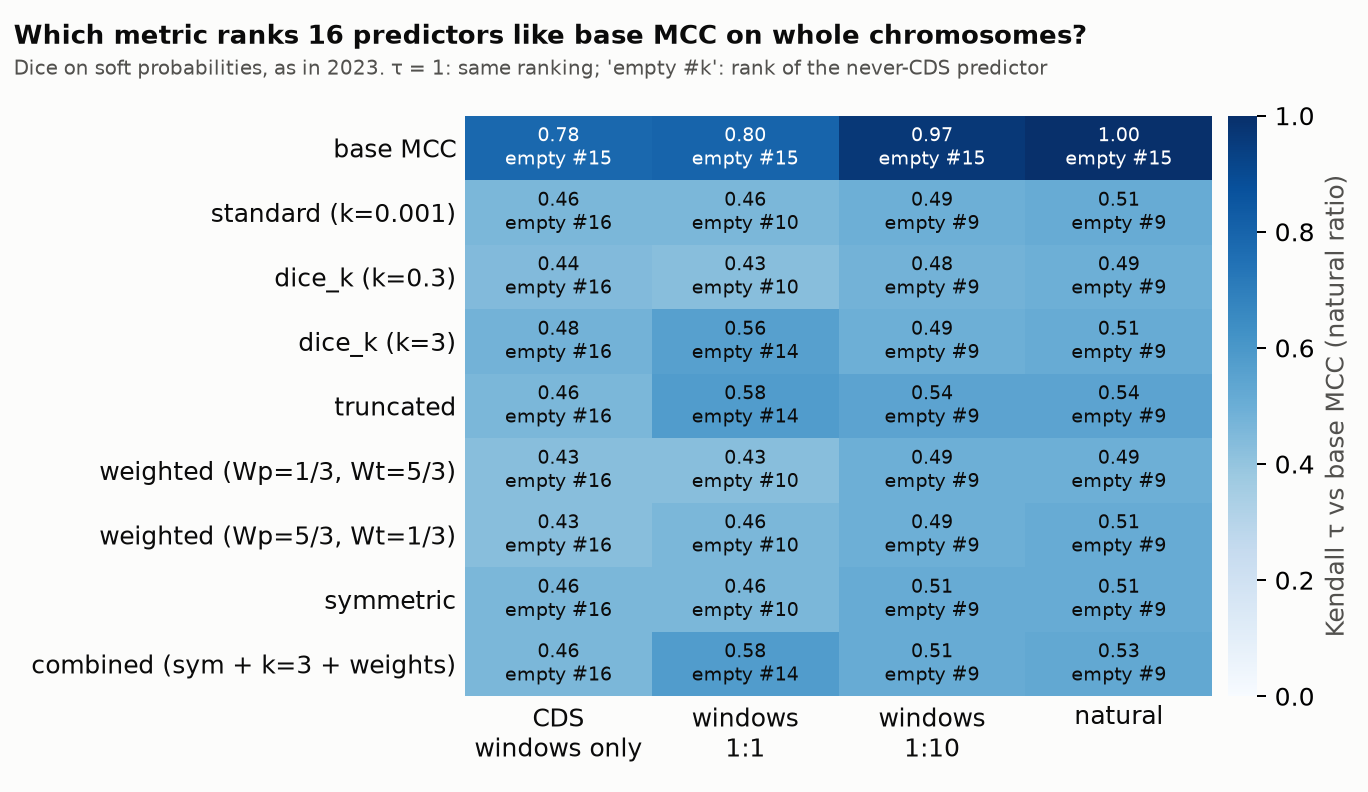 Which metric ranks 16 predictors like base MCC on whole chromosomes?
Dice on soft probabilities, as in 2023. τ = 1: same ranking; 'empty #k': rank of the never-CDS predictor
base MCC
0.78
empty #15
0.80
empty #15
0.97
empty #15
1.00
empty #15
standard (k=0.001)
0.46
empty #16
0.46
empty #10
0.49
empty #9
0.51
empty #9
dice_k (k=0.3)
0.44
empty #16
0.43
empty #10
0.48
empty #9
0.49
empty #9
dice_k (k=3)
0.48
empty #16
0.56
empty #14
0.49
empty #9
0.51
empty #9
truncated
0.46
empty #16
0.58
empty #14
0.54
empty #9
0.54
empty #9
weighted (Wp=1/3, Wt=5/3)
0.43
empty #16
0.43
empty #10
0.49
empty #9
0.49
empty #9
weighted (Wp=5/3, Wt=1/3)
0.43
empty #16
0.46
empty #10
0.49
empty #9
0.51
empty #9
symmetric
0.46
empty #16
0.46
empty #10
0.51
empty #9
0.51
empty #9
combined (sym + k=3 + weights)
0.46
empty #16
0.58
empty #14
0.51
empty #9
0.53
empty #9
CDS
windows only
windows
1:1
windows
1:10
natural
1.0
0.8
0.6
0.4
0.2
0.0
Kendall τ vs base MCC (natural ratio)